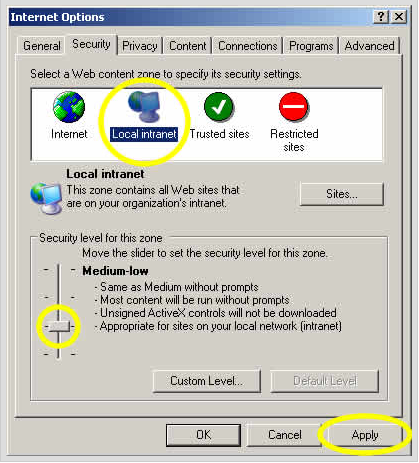 Internet Options
General Security Privacy Content Connections Programs Advanced
Select a Web content zone to specify its security settings.
Internet Local intranet Trusted sites Restricted
sites
Local intranet
This zone contains all Web sites that
are on your organization's intranet.
Sites...
Security level for this zone
Move the slider to set the security level for this zone.
Medium-low
- Same as Medium without prompts
- Most content will be run without prompts
- Unsigned ActiveX controls will not be downloaded
- Appropriate for sites on your local network (intranet)
Custom Level... Default Level
OK Cancel Apply